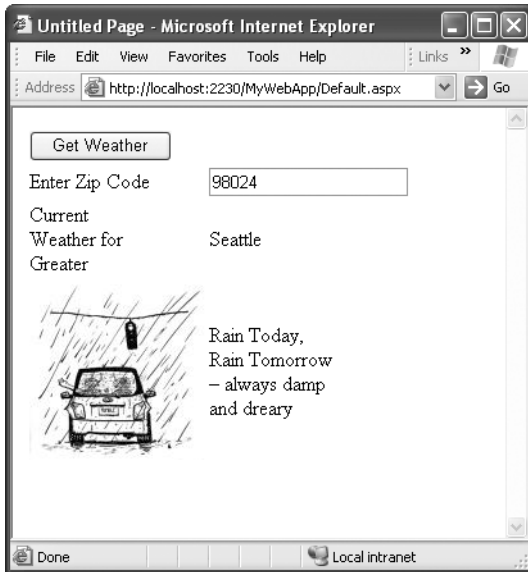 Untitled Page - Microsoft Internet Explorer
File Edit View Favorites Tools Help Links »
Address http://localhost:2230/MyWebApp/Default.aspx Go
Get Weather
Enter Zip Code 98024
Current
Weather for
Greater
Seattle
Rain Today,
Rain Tomorrow
– always damp
and dreary
Done Local intranet